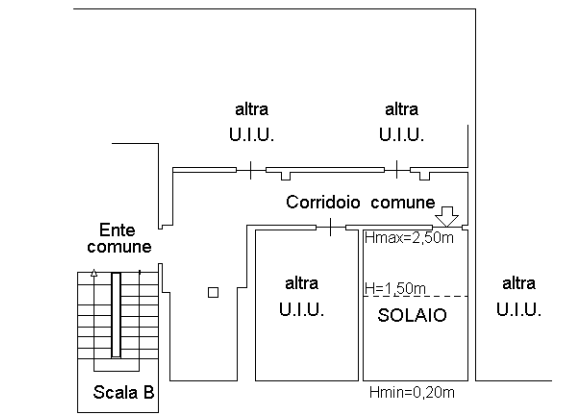 altra
U.I.U.
altra
U.I.U.
Corridoio comune
Ente
comune
Hmax=2,50m
altra
U.I.U.
H=1,50m
SOLAIO
altra
U.I.U.
Scala B
Hmin=0,20m